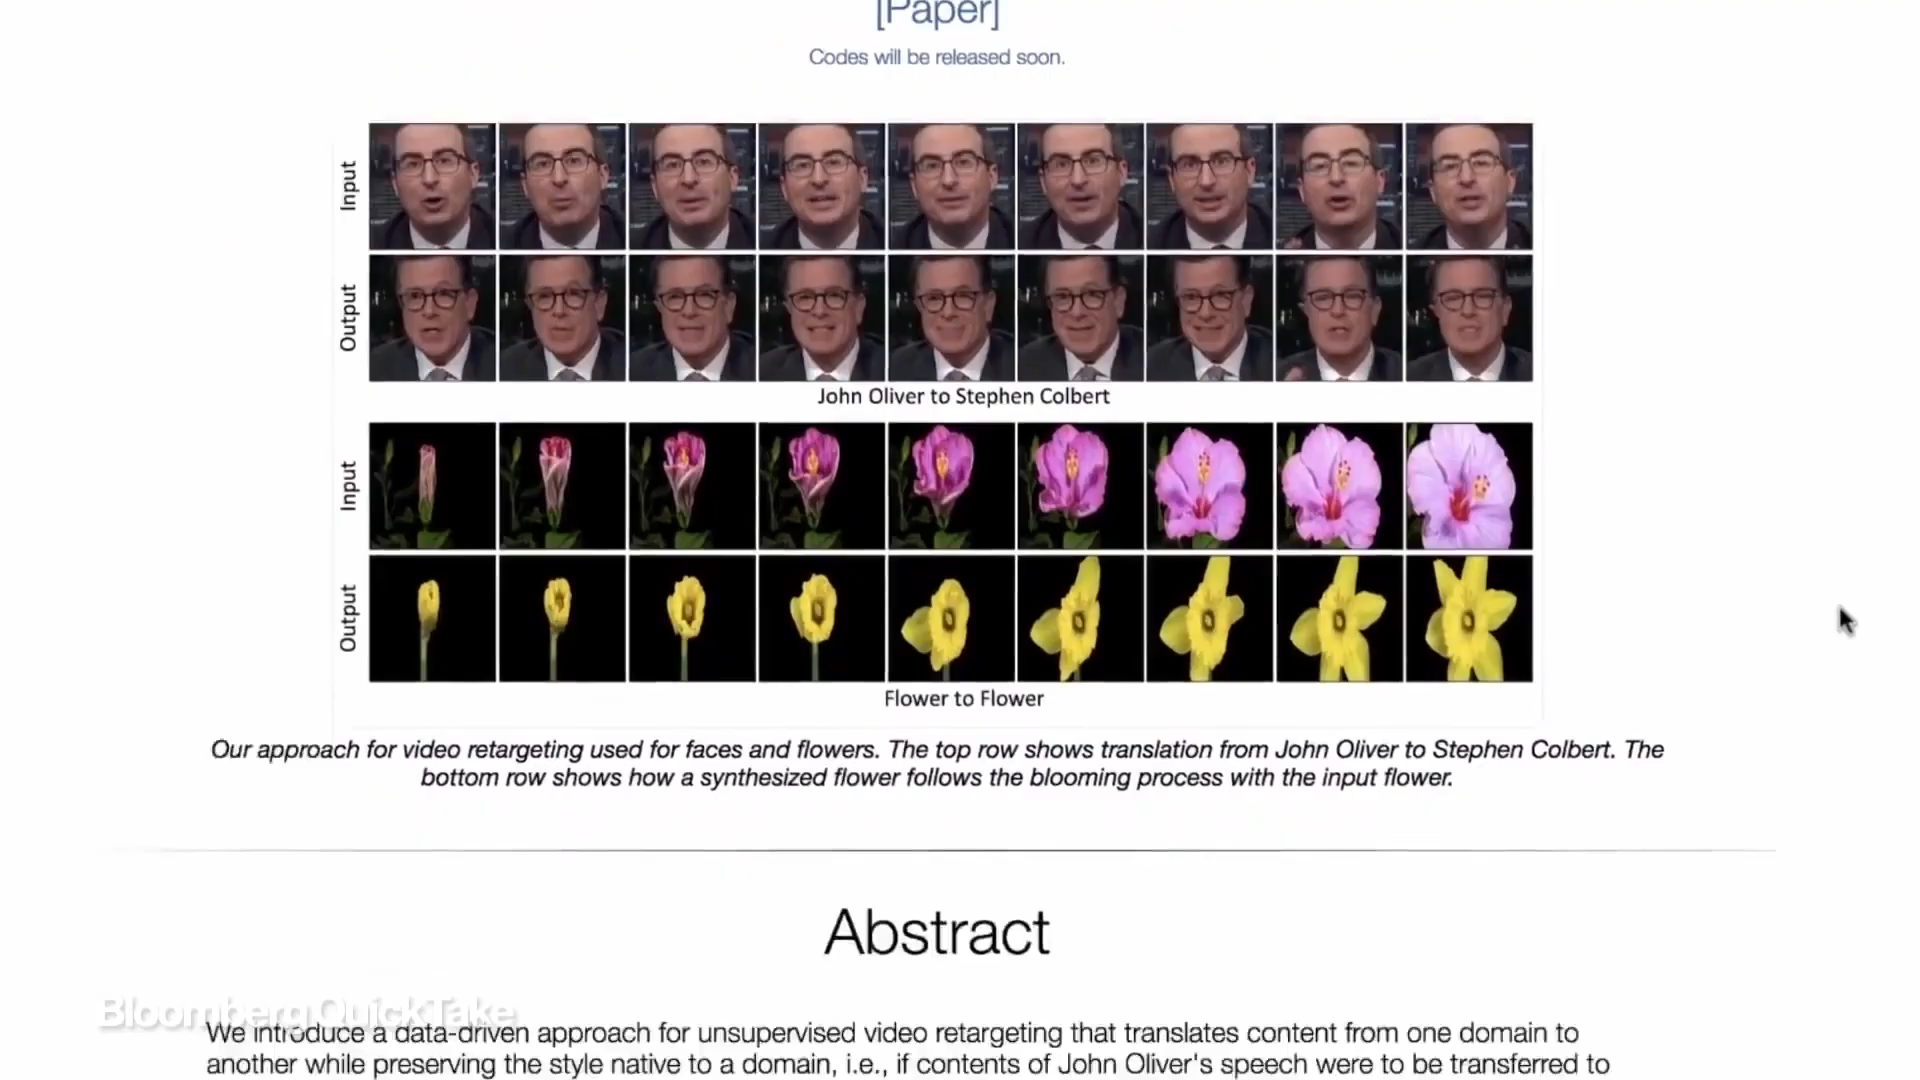 [Paper]
Codes will be released soon.
Input
Output
John Oliver to Stephen Colbert
Input
Output
Flower to Flower
Our approach for video retargeting used for faces and flowers. The top row shows translation from John Oliver to Stephen Colbert. The
bottom row shows how a synthesized flower follows the blooming process with the input flower.
Abstract
Bloomberg QuickTake
We introduce a data-driven approach for unsupervised video retargeting that translates content from one domain to
another while preserving the style native to a domain, i.e., if contents of John Oliver's speech were to be transferred to